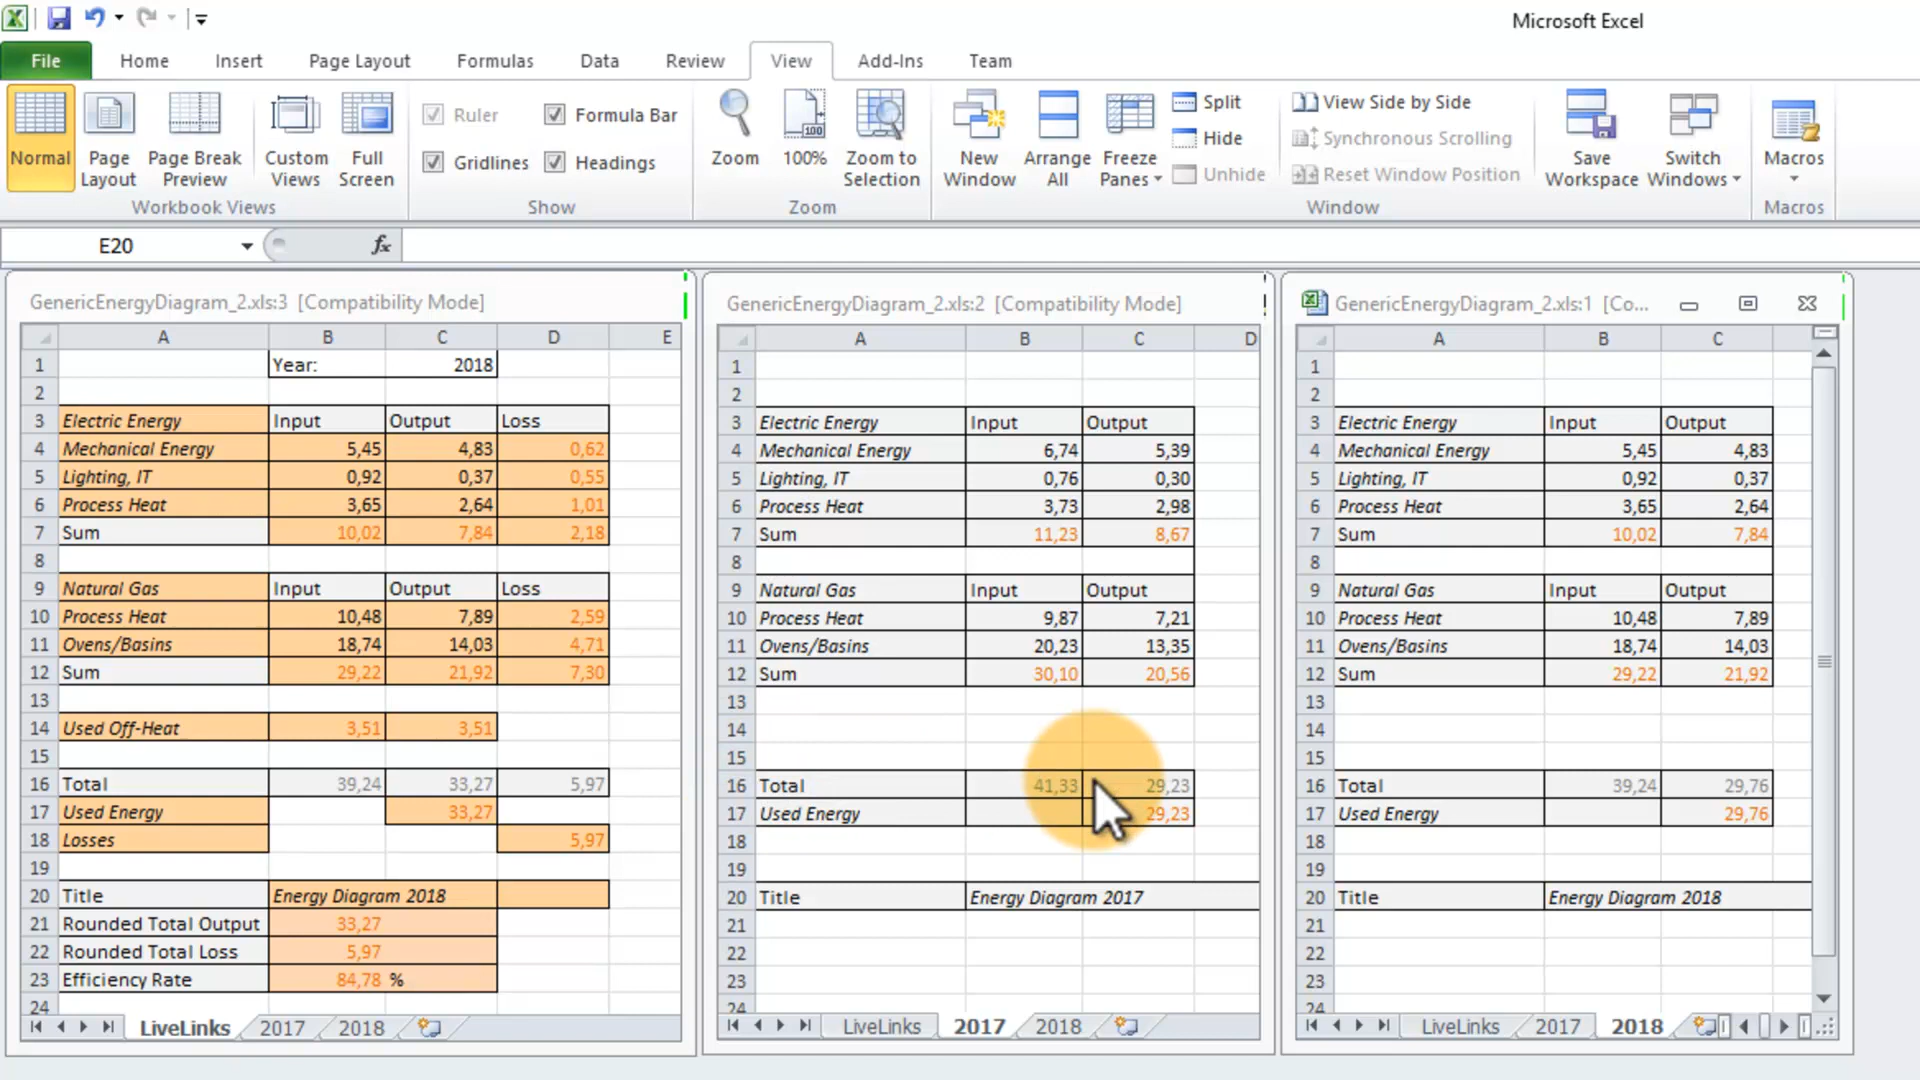 Microsoft Excel
File Home Insert Page Layout Formulas Data Review View Add-Ins Team
Normal
Page Layout
Page Break Preview
Custom Views
Full Screen
Workbook Views
Ruler
Formula Bar
Gridlines
Headings
Show
Zoom
100
100%
Zoom to Selection
Zoom
New Window
Arrange All
Freeze Panes
Split
Hide
Unhide
View Side by Side
Synchronous Scrolling
Reset Window Position
Save Workspace
Switch Windows
Window
Macros
Macros
E20 fx
GenericEnergyDiagram_2.xls:3 [Compatibility Mode]
A B C D E
1 Year: 2018
2
3 Electric Energy Input Output Loss
4 Mechanical Energy 5,45 4,83 0,62
5 Lighting, IT 0,92 0,37 0,55
6 Process Heat 3,65 2,64 1,01
7 Sum 10,02 7,84 2,18
8
9 Natural Gas Input Output Loss
10 Process Heat 10,48 7,89 2,59
11 Ovens/Basins 18,74 14,03 4,71
12 Sum 29,22 21,92 7,30
13
14 Used Off-Heat 3,51 3,51
15
16 Total 39,24 33,27 5,97
17 Used Energy 33,27
18 Losses 5,97
19
20 Title Energy Diagram 2018
21 Rounded Total Output 33,27
22 Rounded Total Loss 5,97
23 Efficiency Rate 84,78 %
24
LiveLinks 2017 2018
GenericEnergyDiagram_2.xls:2 [Compatibility Mode]
A B C D
1
2
3 Electric Energy Input Output
4 Mechanical Energy 6,74 5,39
5 Lighting, IT 0,76 0,30
6 Process Heat 3,73 2,98
7 Sum 11,23 8,67
8
9 Natural Gas Input Output
10 Process Heat 9,87 7,21
11 Ovens/Basins 20,23 13,35
12 Sum 30,10 20,56
13
14
15
16 Total 41,33 29,23
17 Used Energy 29,23
18
19
20 Title Energy Diagram 2017
21
22
23
24
LiveLinks 2017 2018
GenericEnergyDiagram_2.xls:1 [Co...
A B C
1
2
3 Electric Energy Input Output
4 Mechanical Energy 5,45 4,83
5 Lighting, IT 0,92 0,37
6 Process Heat 3,65 2,64
7 Sum 10,02 7,84
8
9 Natural Gas Input Output
10 Process Heat 10,48 7,89
11 Ovens/Basins 18,74 14,03
12 Sum 29,22 21,92
13
14
15
16 Total 39,24 29,76
17 Used Energy 29,76
18
19
20 Title Energy Diagram 2018
21
22
23
24
LiveLinks 2017 2018